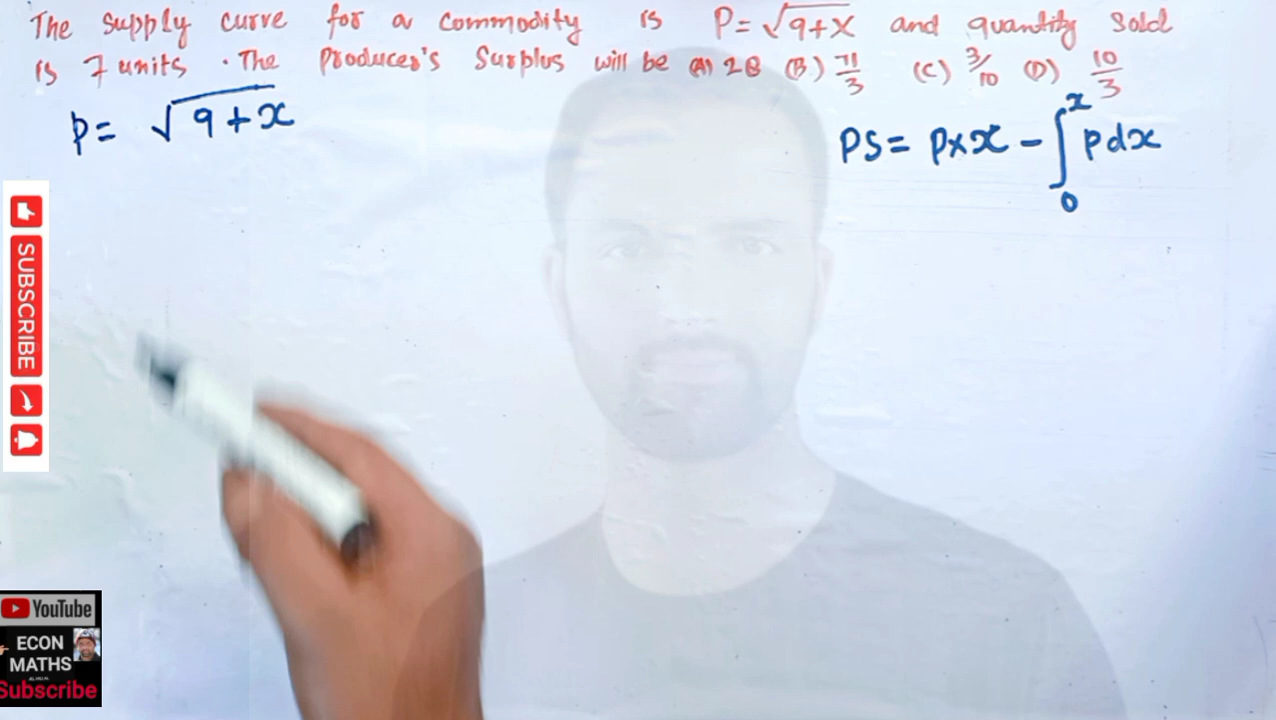 The supply curve for a commodity is P=√9+x and quantity sold
is 7 units. The Producer's Surplus will be (A) 28 (B) 71/3 (C) 3/10 (D) 10/3
p= √9+x
PS= p×x - ∫₀ˣ pdx
SUBSCRIBE
YouTube
ECON
MATHS
Subscribe